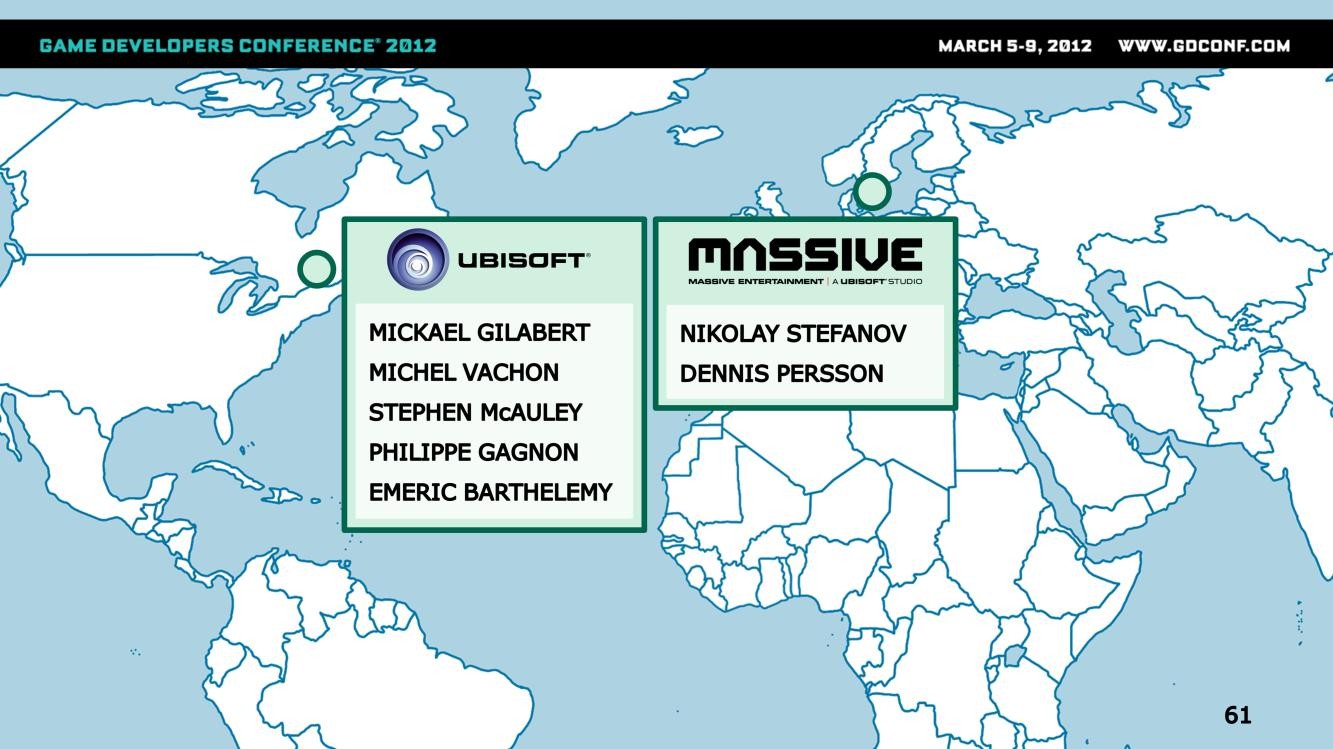 GAME DEVELOPERS CONFERENCE® 2012
MARCH 5-9, 2012 WWW.GDCONF.COM
UBISOFT®
MICKAEL GILABERT
MICHEL VACHON
STEPHEN McAULEY
PHILIPPE GAGNON
EMERIC BARTHELEMY
MASSIVE
MASSIVE ENTERTAINMENT | A UBISOFT® STUDIO
NIKOLAY STEFANOV
DENNIS PERSSON
61